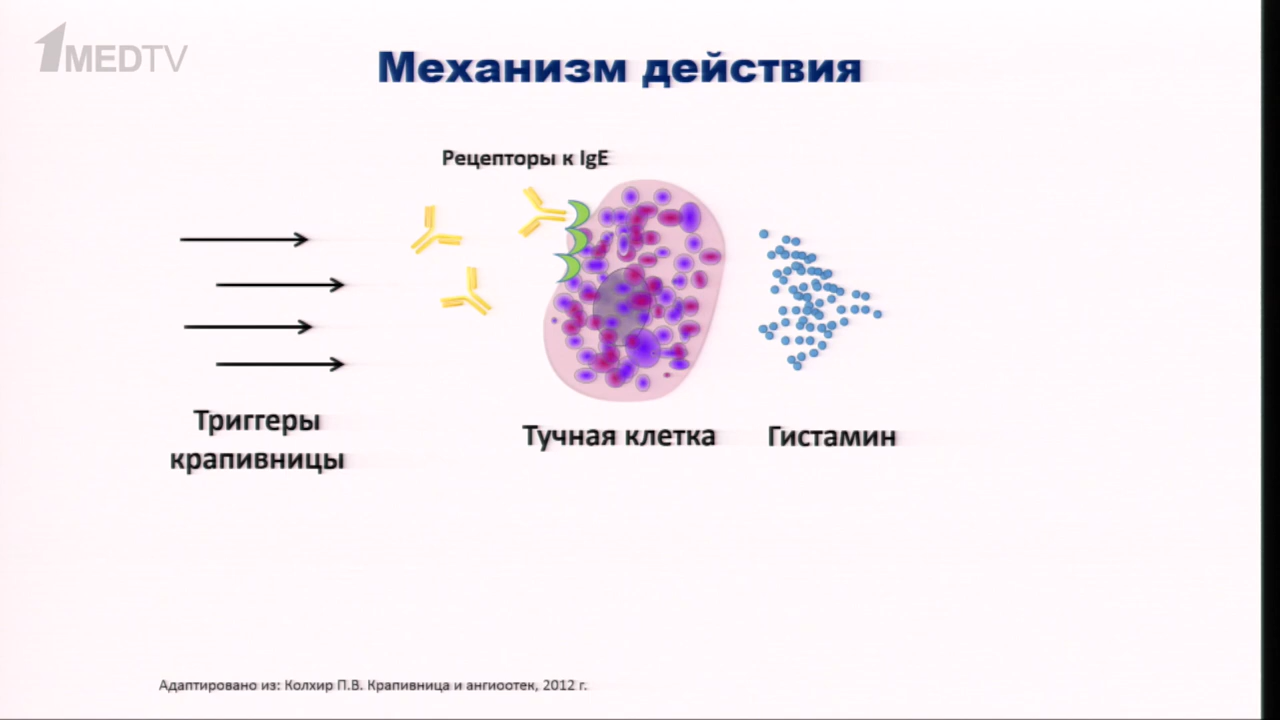 1MEDTV
Механизм действия
Рецепторы к IgE
Триггеры
крапивницы
Тучная клетка
Гистамин
Адаптировано из: Колхир П.В. Крапивница и ангиоотек, 2012 г.